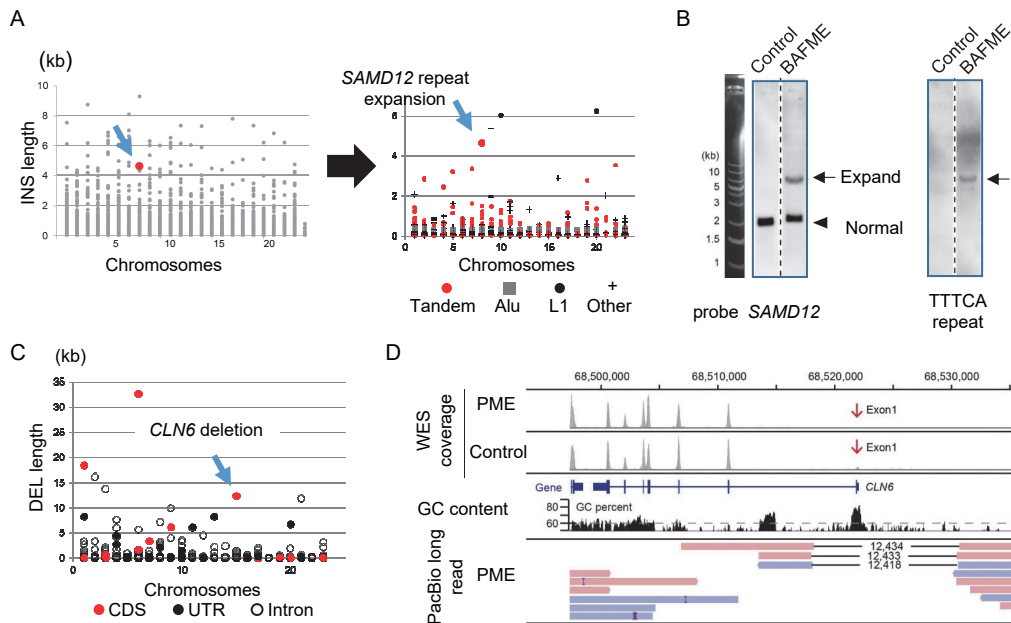 A
(kb)
INS length
10
8
6
4
2
0
5
10
15
20
Chromosomes
SAMD12 repeat
expansion
6
4
2
0
0
5
10
15
20
Chromosomes
Tandem
Alu
L1
Other
B
Control
BAFME
Control
BAFME
(kb)
10
5
3
2
1.5
1
Expand
Normal
probe SAMD12
TTTCA
repeat
C
(kb)
DEL length
35
30
25
20
15
10
5
0
CLN6 deletion
0
10
20
Chromosomes
CDS
UTR
Intron
D
68,500,000
68,510,000
68,520,000
68,530,000
WES
coverage
PME
Exon1
Control
Exon1
Gene
CLN6
GC content
80
60
GC percent
PacBio long
read
PME
12,434
12,433
12,418